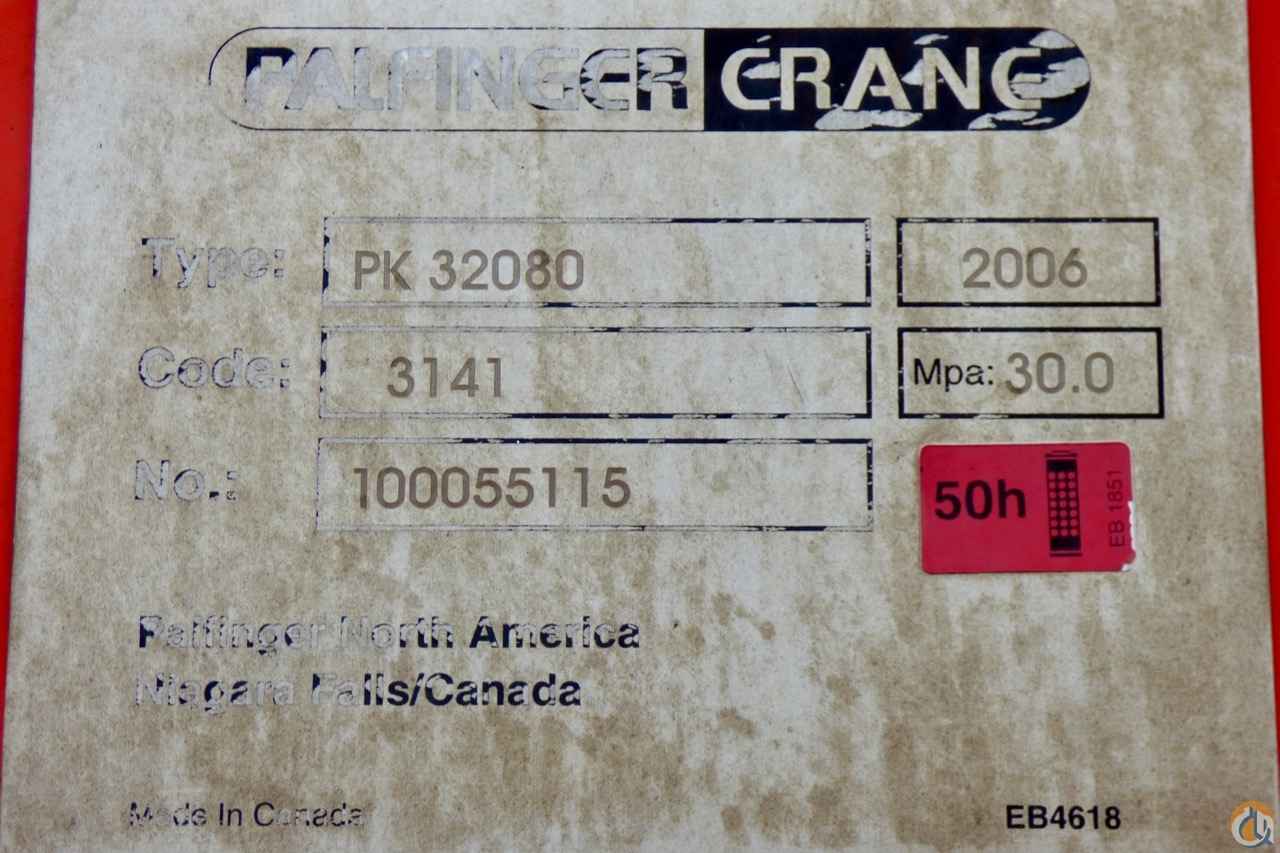 PALFINGER CRANE
Type: PK 32080 2006
Code: 3141 Mpa: 30.0
No.: 100055115
50h EB 1851
Palfinger North America
Niagara Falls/Canada
Made In Canada EB4618